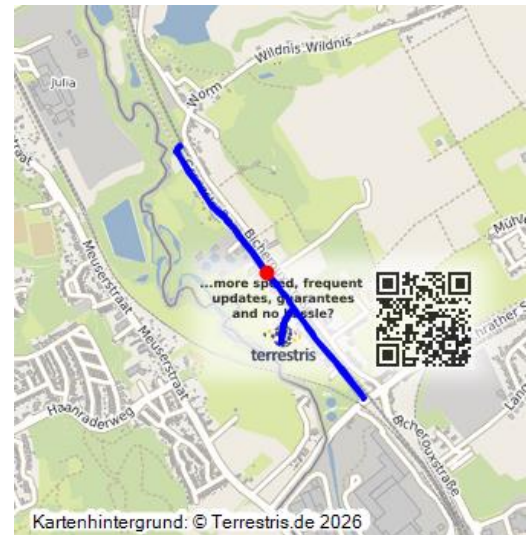 Wildnis Wildnis
Julia
Worm
Meuserstraat
...more speed, frequent
updates, guarantees
and no hassle?
terrestris
Meuserstraat
Haanraderweg
Bicherouxstraße
Kartenhintergrund: © Terrestris.de 2026